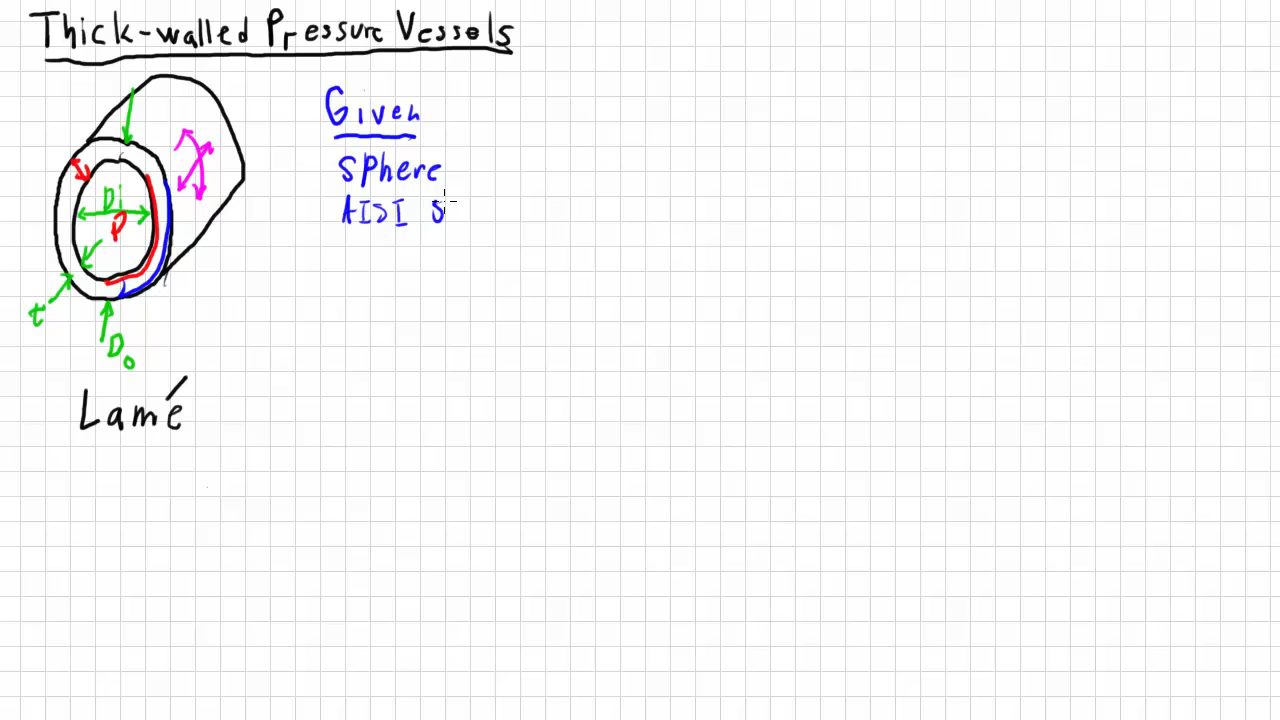 Thick-walled Pressure Vessels
Given
Sphere
AISI S
Di
P
t
Do
Lamé